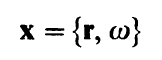 x = {r, ω}